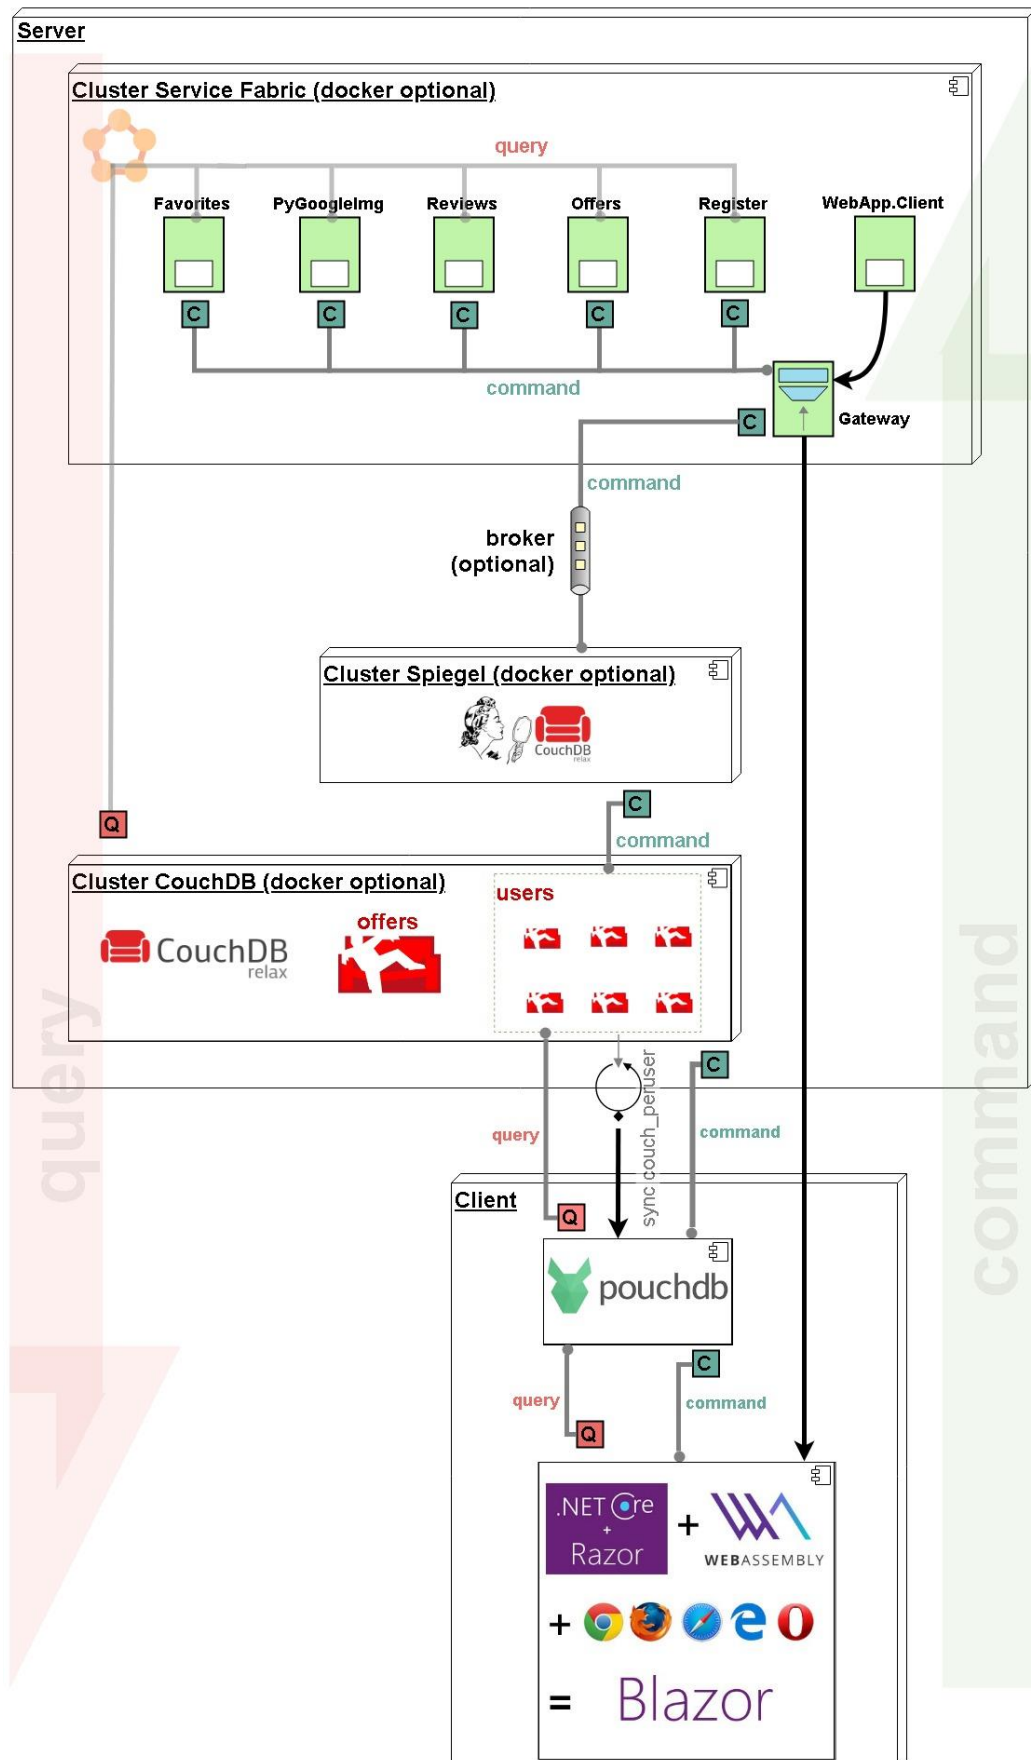 Server
Cluster Service Fabric (docker optional)
query
Favorites
PyGoogleImg
Reviews
Offers
Register
WebApp.Client
C
C
C
C
C
command
C
Gateway
command
broker
(optional)
Cluster Spiegel (docker optional)
CouchDB
relax
Q
C
command
Cluster CouchDB (docker optional)
users
offers
CouchDB
relax
query
command
C
sync couch_peruser
query
command
Client
Q
pouchdb
C
query
command
Q
.NET Core
+
Razor
+
WEBASSEMBLY
+
= Blazor